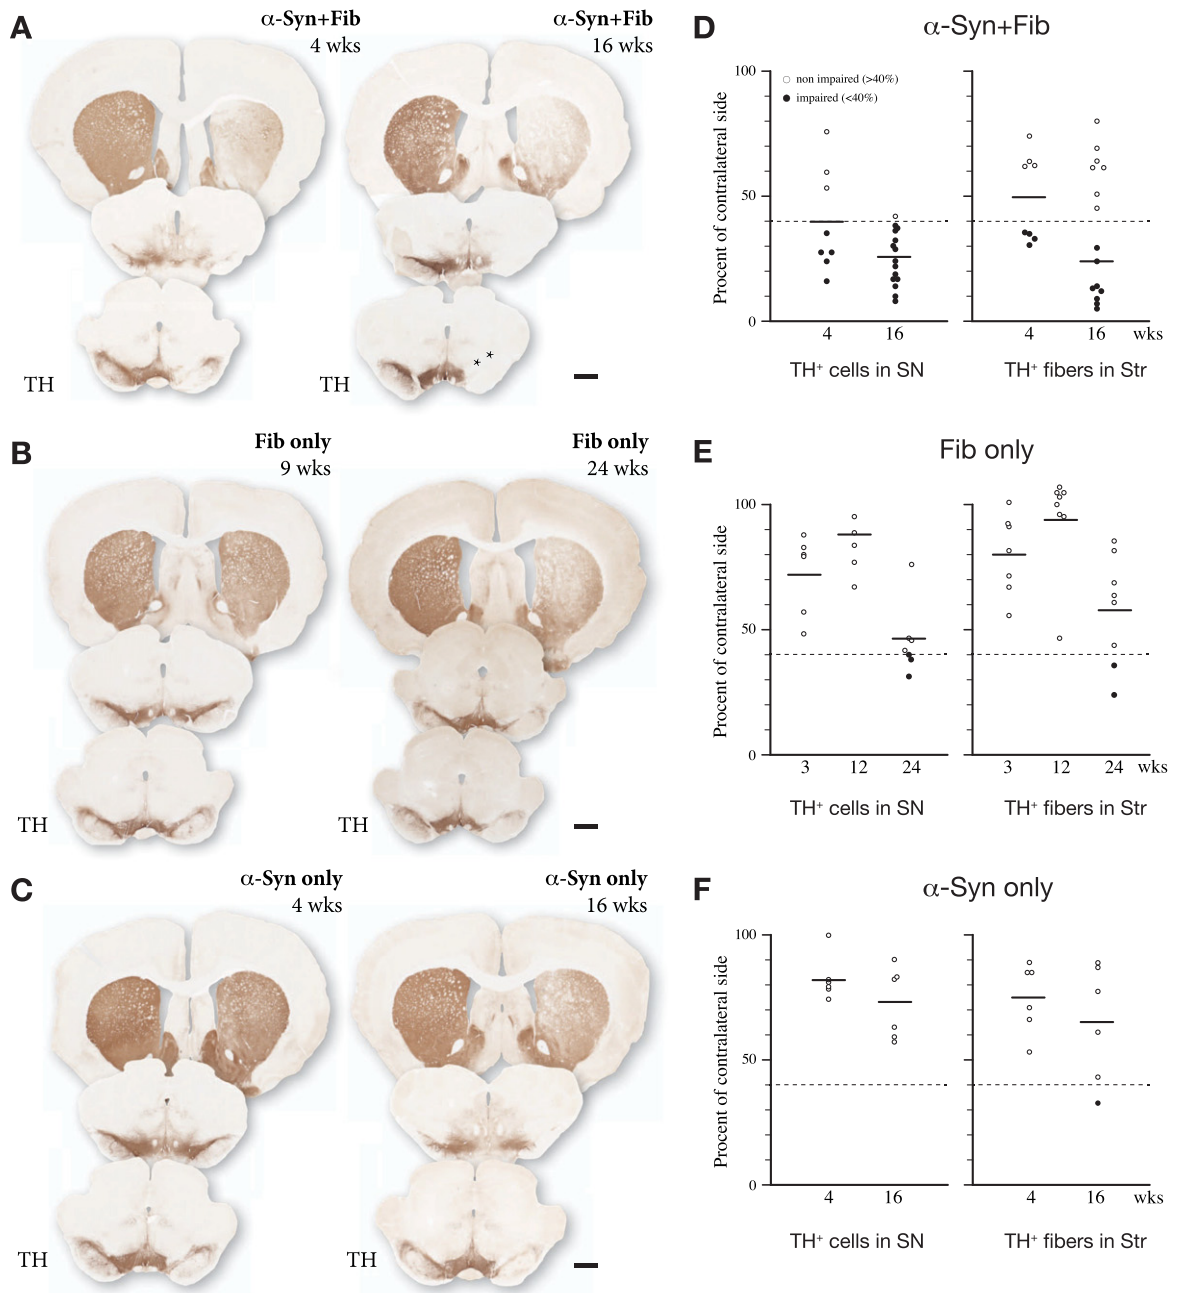 A
α-Syn+Fib
4 wks
α-Syn+Fib
16 wks
TH
TH
* *
B
Fib only
9 wks
Fib only
24 wks
TH
TH
C
α-Syn only
4 wks
α-Syn only
16 wks
TH
TH
D
α-Syn+Fib
Procent of contralateral side
100
50
0
non impaired (>40%)
impaired (<40%)
4 16
4 16 wks
TH+ cells in SN
TH+ fibers in Str
E
Fib only
Procent of contralateral side
100
50
0
3 12 24
3 12 24 wks
TH+ cells in SN
TH+ fibers in Str
F
α-Syn only
Procent of contralateral side
100
50
0
4 16
4 16 wks
TH+ cells in SN
TH+ fibers in Str